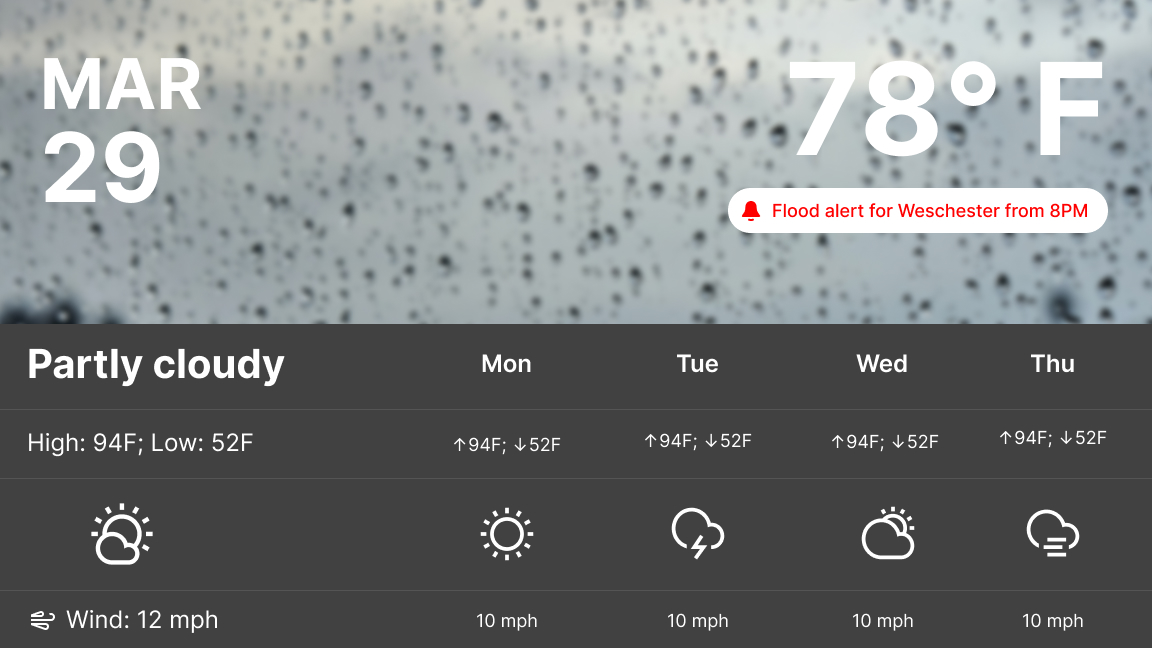 MAR
29
78° F
Flood alert for Weschester from 8PM
Partly cloudy
Mon
Tue
Wed
Thu
High: 94F; Low: 52F
↑94F; ↓52F
↑94F; ↓52F
↑94F; ↓52F
↑94F; ↓52F
Wind: 12 mph
10 mph
10 mph
10 mph
10 mph